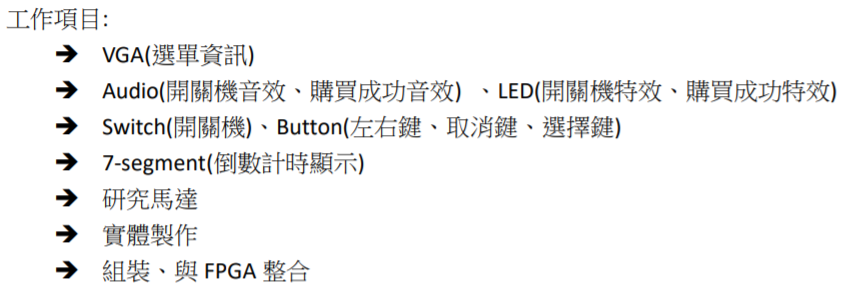 工作項目:
➔ VGA(選單資訊)
➔ Audio(開關機音效、購買成功音效) 、LED(開關機特效、購買成功特效)
➔ Switch(開關機)、Button(左右鍵、取消鍵、選擇鍵)
➔ 7-segment(倒數計時顯示)
➔ 研究馬達
➔ 實體製作
➔ 組裝、與 FPGA 整合